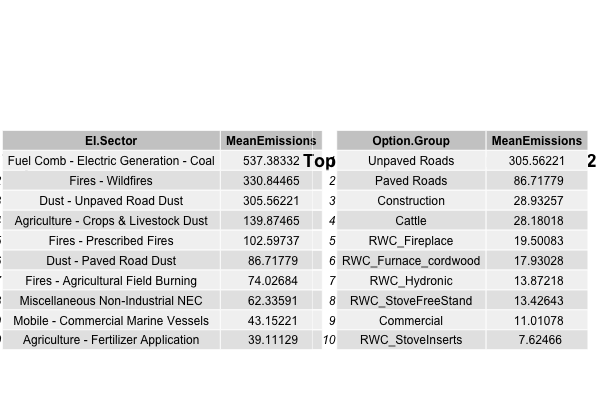 EI.Sector MeanEmissions
Fuel Comb - Electric Generation - Coal 537.38332
Fires - Wildfires 330.84465
Dust - Unpaved Road Dust 305.56221
Agriculture - Crops & Livestock Dust 139.87465
Fires - Prescribed Fires 102.59737
Dust - Paved Road Dust 86.71779
Fires - Agricultural Field Burning 74.02684
Miscellaneous Non-Industrial NEC 62.33591
Mobile - Commercial Marine Vessels 43.15221
Agriculture - Fertilizer Application 39.11129
Top
2
Option.Group MeanEmissions
Unpaved Roads 305.56221
2 Paved Roads 86.71779
3 Construction 28.93257
4 Cattle 28.18018
5 RWC_Fireplace 19.50083
6 RWC_Furnace_cordwood 17.93028
7 RWC_Hydronic 13.87218
8 RWC_StoveFreeStand 13.42643
9 Commercial 11.01078
10 RWC_StoveInserts 7.62466